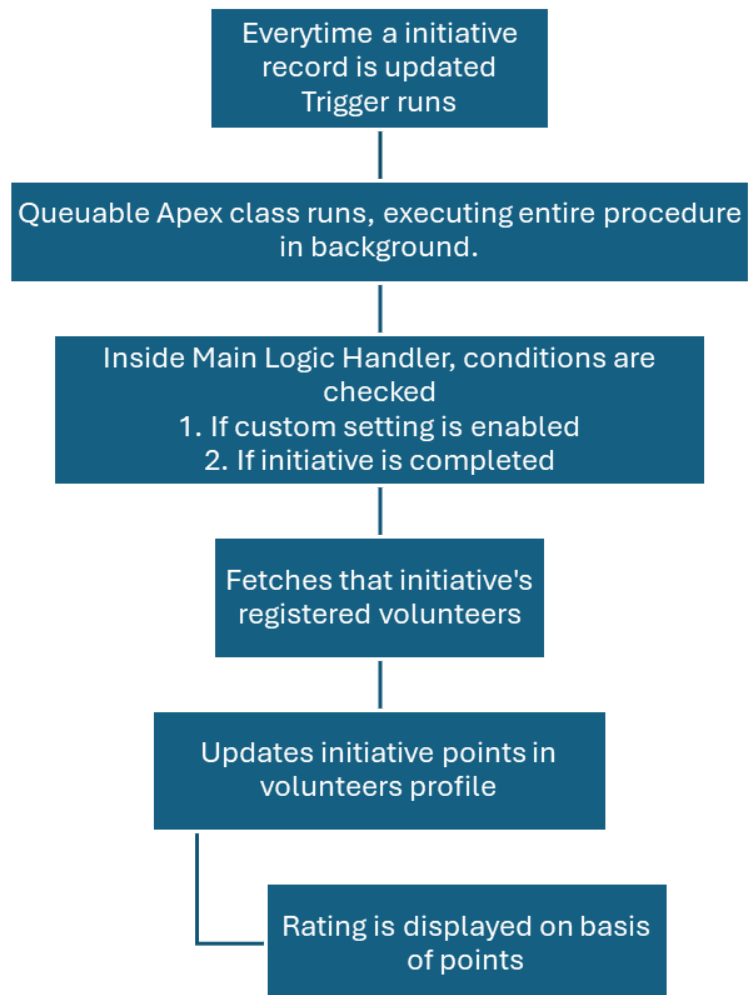 Everytime a initiative
record is updated
Trigger runs
Queuable Apex class runs, executing entire procedure
in background.
Inside Main Logic Handler, conditions are
checked
1. If custom setting is enabled
2. If initiative is completed
Fetches that initiative's
registered volunteers
Updates initiative points in
volunteers profile
Rating is displayed on basis
of points